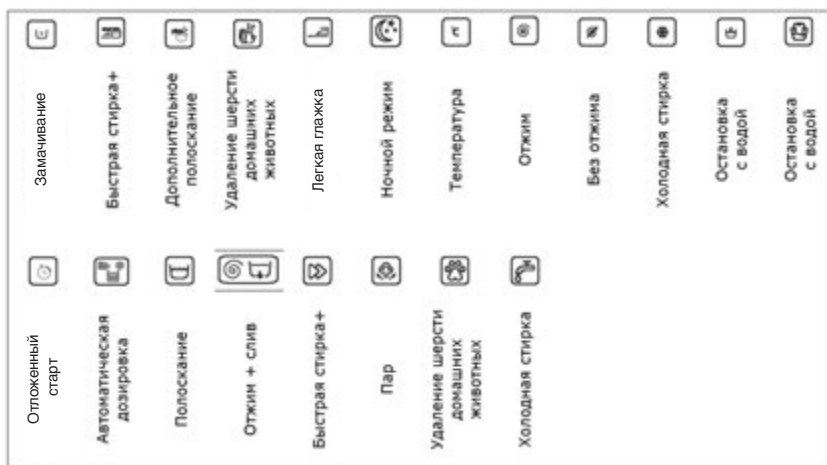 Отложенный
старт
Автоматическая
дозировка
Полоскание
Отжим + слив
Быстрая стирка+
Пар
Удаление шерсти
домашних
животных
Холодная стирка
Замачивание
Быстрая стирка+
Дополнительное
полоскание
Удаление шерсти
домашних
животных
Легкая глажка
Ночной режим
Температура
Отжим
Без отжима
Холодная стирка
Остановка
с водой
Остановка
с водой